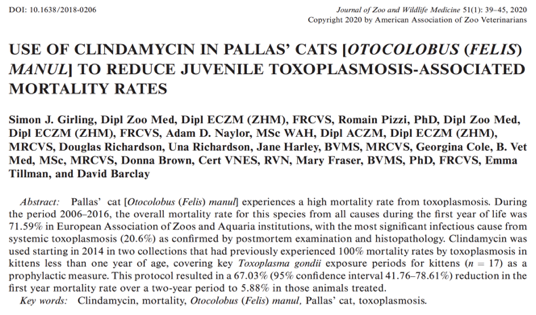 DOI: 10.1638/2018-0206
Journal of Zoo and Wildlife Medicine 51(1): 39–45, 2020
Copyright 2020 by American Association of Zoo Veterinarians
USE OF CLINDAMYCIN IN PALLAS’ CATS [OTOCOLOBUS (FELIS)
MANUL] TO REDUCE JUVENILE TOXOPLASMOSIS-ASSOCIATED
MORTALITY RATES
Simon J. Girling, Dipl Zoo Med, Dipl ECZM (ZHM), FRCVS, Romain Pizzi, PhD, Dipl Zoo Med,
Dipl ECZM (ZHM), FRCVS, Adam D. Naylor, MSc WAH, Dipl ACZM, Dipl ECZM (ZHM),
MRCVS, Douglas Richardson, Una Richardson, Jane Harley, BVMS, MRCVS, Georgina Cole, B. Vet
Med, MSc, MRCVS, Donna Brown, Cert VNES, RVN, Mary Fraser, BVMS, PhD, FRCVS, Emma
Tillman, and David Barclay
Abstract: Pallas’ cat [Otocolobus (Felis) manul] experiences a high mortality rate from toxoplasmosis. During
the period 2006–2016, the overall mortality rate for this species from all causes during the first year of life was
71.59% in European Association of Zoos and Aquaria institutions, with the most significant infectious cause from
systemic toxoplasmosis (20.6%) as confirmed by postmortem examination and histopathology. Clindamycin was
used starting in 2014 in two collections that had previously experienced 100% mortality rates by toxoplasmosis in
kittens less than one year of age, covering key Toxoplasma gondii exposure periods for kittens (n = 17) as a
prophylactic measure. This protocol resulted in a 67.03% (95% confidence interval 41.76–78.61%) reduction in the
first year mortality rate over a two-year period to 5.88% in those animals treated.
Key words: Clindamycin, mortality, Otocolobus (Felis) manul, Pallas’ cat, toxoplasmosis.